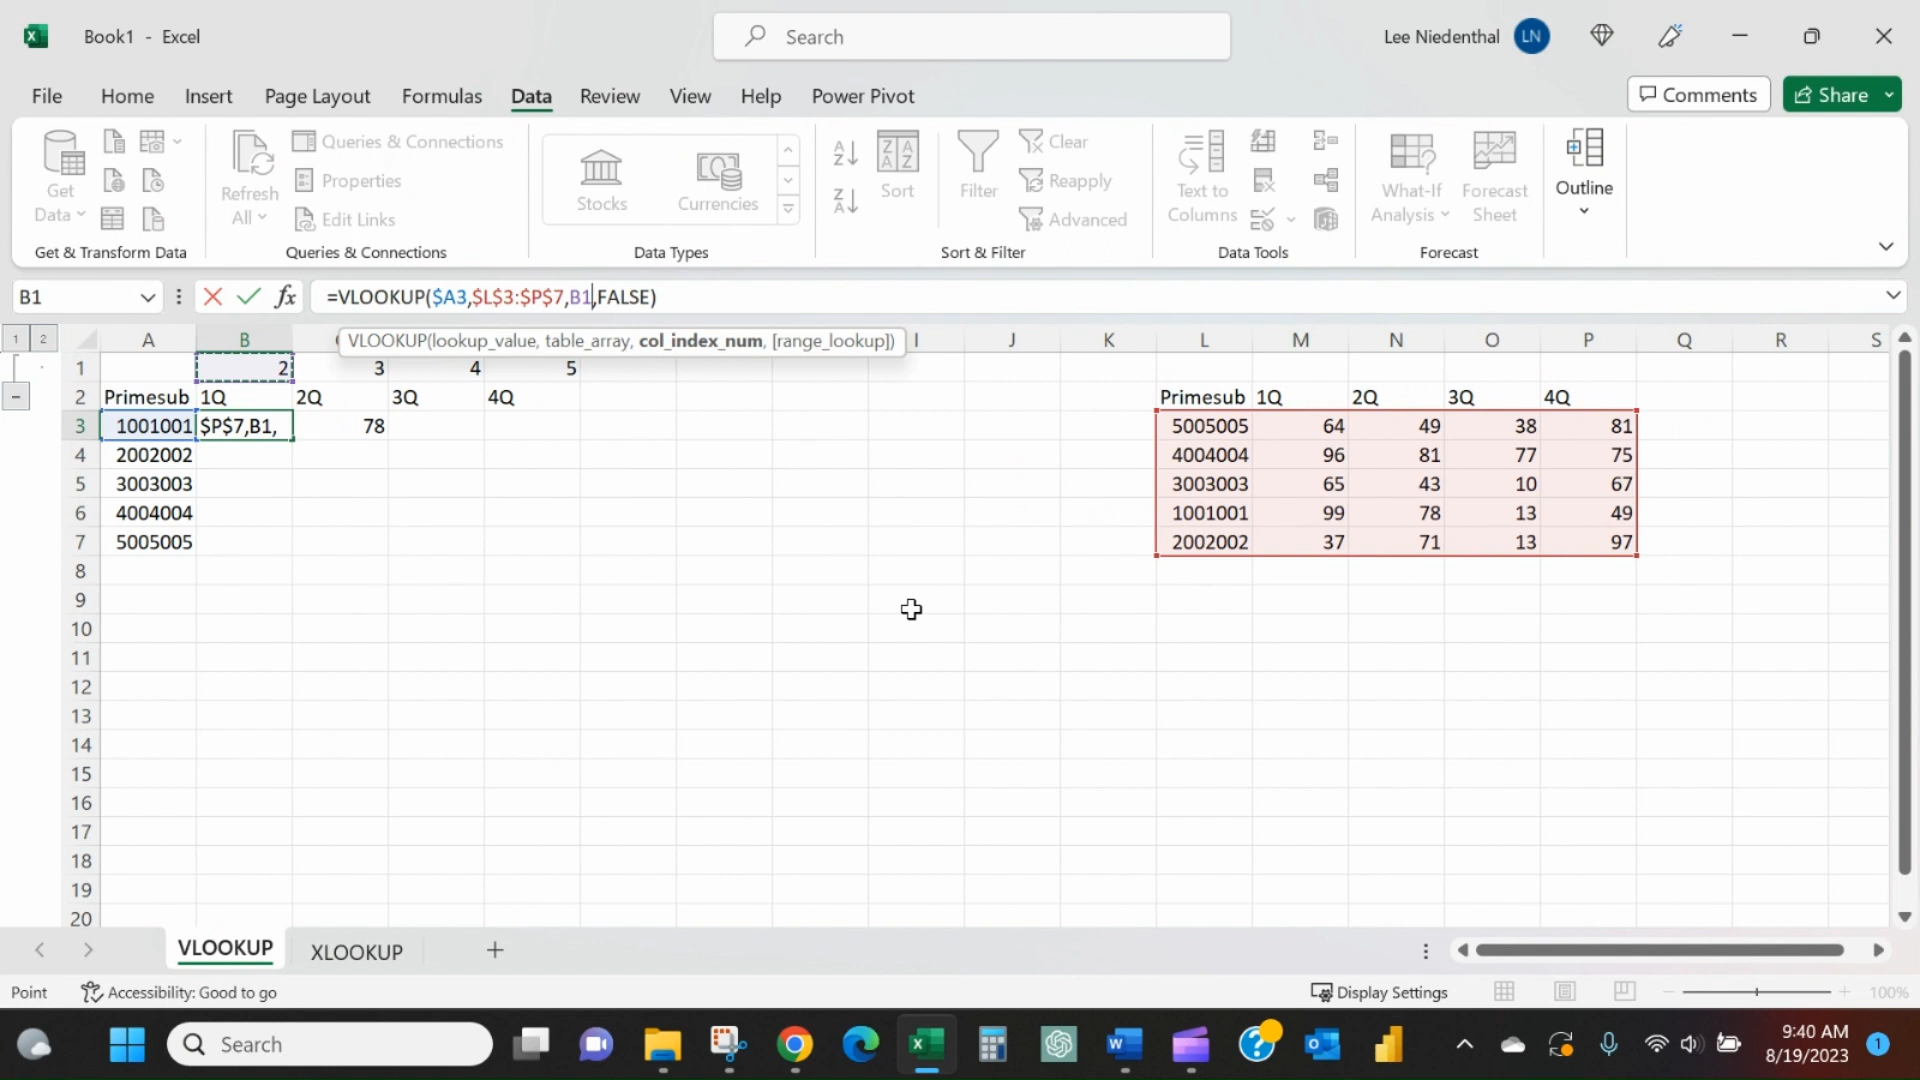 Book1 - Excel
Search
Lee Niedenthal LN
File Home Insert Page Layout Formulas Data Review View Help Power Pivot
Comments Share
Get Data
Refresh All
Queries & Connections
Properties
Edit Links
Stocks Currencies
Sort
Filter
Clear
Reapply
Advanced
Text to Columns
What-If Analysis
Forecast Sheet
Outline
Get & Transform Data Queries & Connections Data Types Sort & Filter Data Tools Forecast
B1 fx =VLOOKUP($A3,$L$3:$P$7,B1,FALSE)
VLOOKUP(lookup_value, table_array, col_index_num, [range_lookup])
1 2 A B I J K L M N O P Q R S
1 2 3 4 5
2 Primesub 1Q 2Q 3Q 4Q Primesub 1Q 2Q 3Q 4Q
3 1001001 $P$7,B1, 78 5005005 64 49 38 81
4 2002002 4004004 96 81 77 75
5 3003003 3003003 65 43 10 67
6 4004004 1001001 99 78 13 49
7 5005005 2002002 37 71 13 97
8
9
10
11
12
13
14
15
16
17
18
19
20
VLOOKUP XLOOKUP
Point Accessibility: Good to go Display Settings 100%
Search
9:40 AM
8/19/2023 1